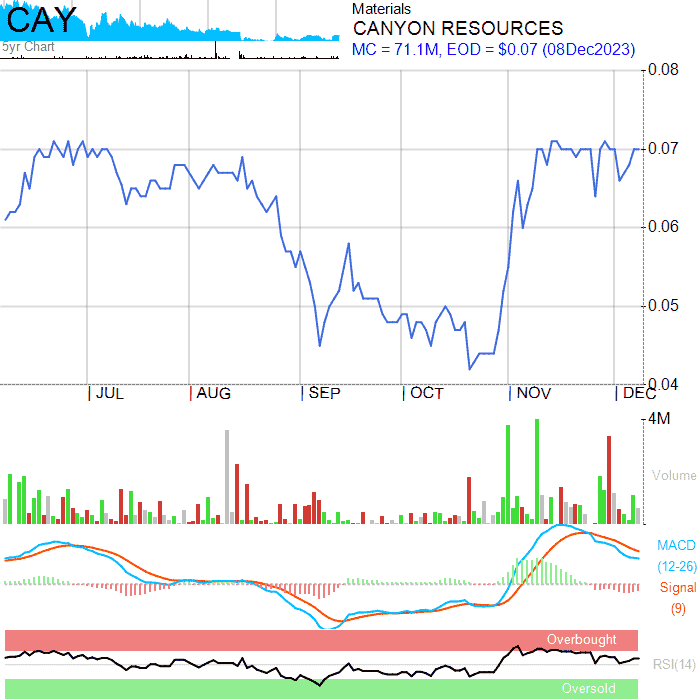 CAY
5yr Chart
Materials
CANYON RESOURCES
MC = 71.1M, EOD = $0.07 (08Dec2023)
0.08
0.07
0.06
0.05
0.04
JUL AUG SEP OCT NOV DEC
4M
Volume
MACD
(12-26)
Signal
(9)
Overbought
RSI(14)
Oversold